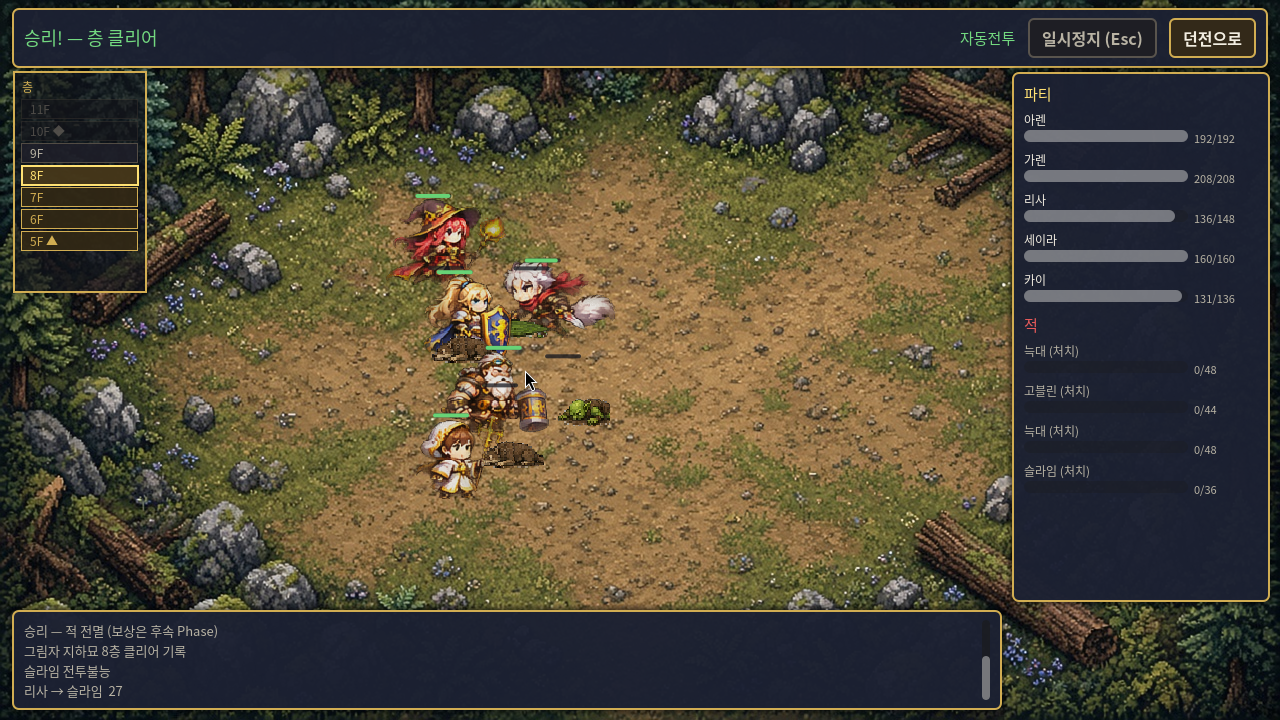 승리! — 층 클리어
자동전투
일시정지 (Esc)
던전으로
층
11F
10F ◆
9F
8F
7F
6F
5F ▲
파티
아렌
192/192
가렌
208/208
리사
136/148
세이라
160/160
카이
131/136
적
늑대 (처치)
0/48
고블린 (처치)
0/44
늑대 (처치)
0/48
슬라임 (처치)
0/36
승리 — 적 전멸 (보상은 후속 Phase)
그림자 지하묘 8층 클리어 기록
슬라임 전투불능
리사 → 슬라임 27